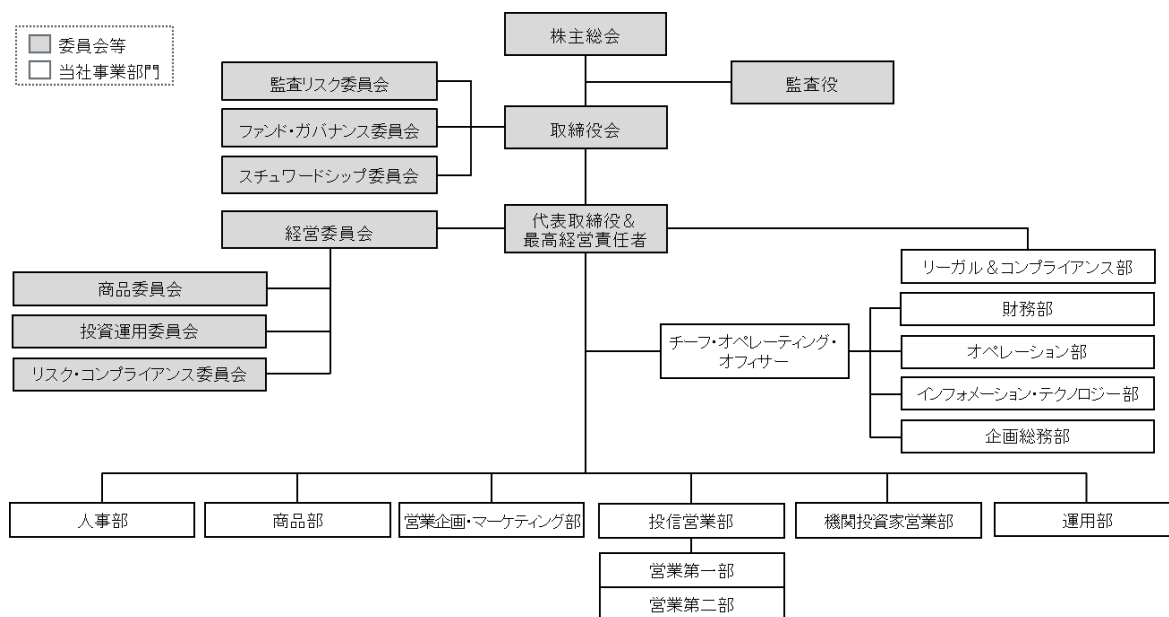 株主総会
委員会等
当社事業部門
監査リスク委員会
監査役
ファンド・ガバナンス委員会
取締役会
スチュワードシップ委員会
経営委員会
代表取締役&
最高経営責任者
リーガル&コンプライアンス部
商品委員会
財務部
投資運用委員会
チーフ・オペレーティング・
オフィサー
オペレーション部
リスク・コンプライアンス委員会
インフォメーション・テクノロジー部
企画総務部
人事部
商品部
営業企画・マーケティング部
投信営業部
機関投資家営業部
運用部
営業第一部
営業第二部